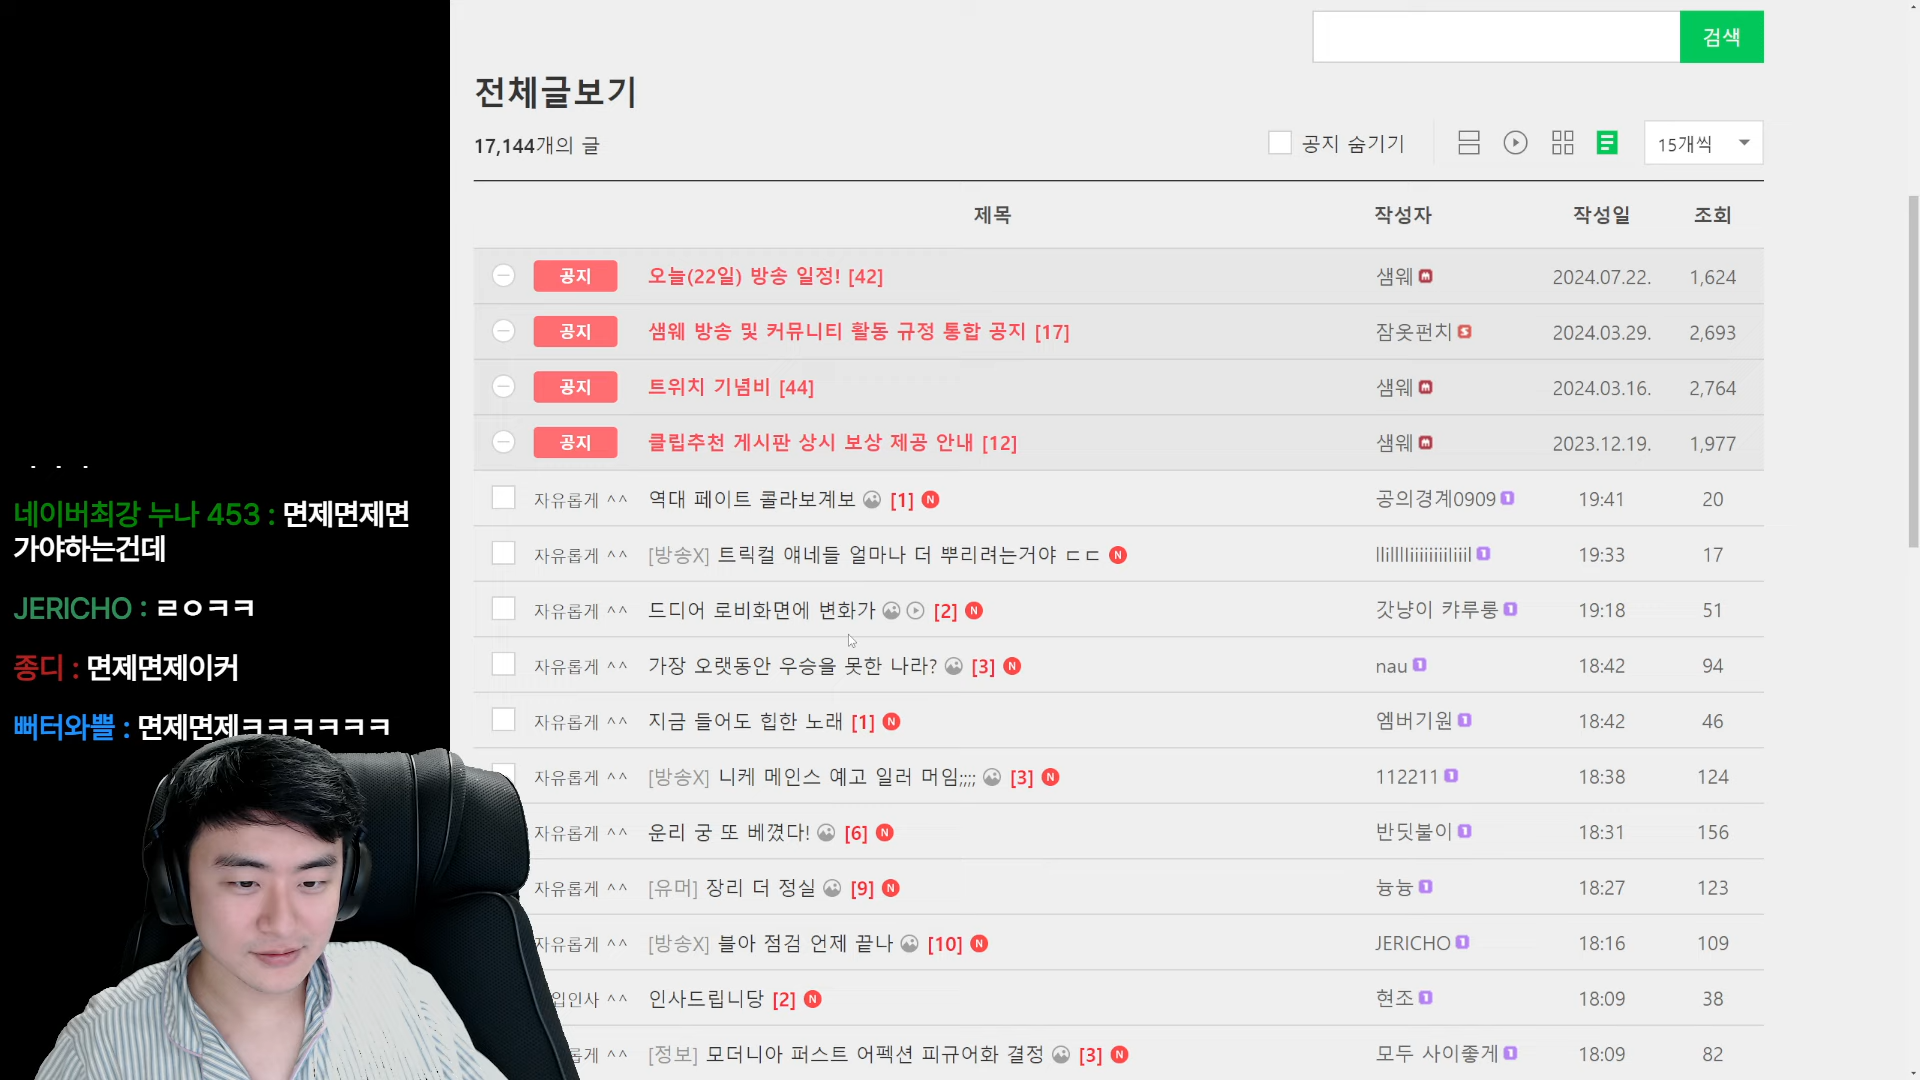 검색
전체글보기
17,144개의 글
공지 숨기기
15개씩
제목 작성자 작성일 조회
공지 오늘(22일) 방송 일정! [42] 샘웨 2024.07.22. 1,624
공지 샘웨 방송 및 커뮤니티 활동 규정 통합 공지 [17] 잠옷펀치 2024.03.29. 2,693
공지 트위치 기념비 [44] 샘웨 2024.03.16. 2,764
공지 클립추천 게시판 상시 보상 제공 안내 [12] 샘웨 2023.12.19. 1,977
자유롭게 ^^ 역대 페이트 콜라보계보 [1] N 공의경계0909 19:41 20
자유롭게 ^^ [방송X] 트릭컬 얘네들 얼마나 더 뿌리려는거야 ㄷㄷ N 19:33 17
자유롭게 ^^ 드디어 로비화면에 변화가 [2] N 갓냥이 캬루룽 19:18 51
자유롭게 ^^ 가장 오랫동안 우승을 못한 나라? [3] N nau 18:42 94
자유롭게 ^^ 지금 들어도 힙한 노래 [1] N 엠버기원 18:42 46
자유롭게 ^^ [방송X] 니케 메인스 예고 일러 머임;;;; [3] N 112211 18:38 124
자유롭게 ^^ 운리 궁 또 베꼈다! [6] N 반딧불이 18:31 156
자유롭게 ^^ [유머] 장리 더 정실 [9] N 늉늉 18:27 123
자유롭게 ^^ [방송X] 블아 점검 언제 끝나 [10] N JERICHO 18:16 109
입인사 ^^ 인사드립니당 [2] N 현조 18:09 38
롭게 ^^ [정보] 모더니아 퍼스트 어펙션 피규어화 결정 [3] N 모두 사이좋게 18:09 82
네이버최강 누나 453 : 면제면제면
가야하는건데
JERICHO : ㄹㅇㅋㅋ
종디 : 면제면제이커
뻐터와쁠 : 면제면제ㅋㅋㅋㅋㅋㅋ